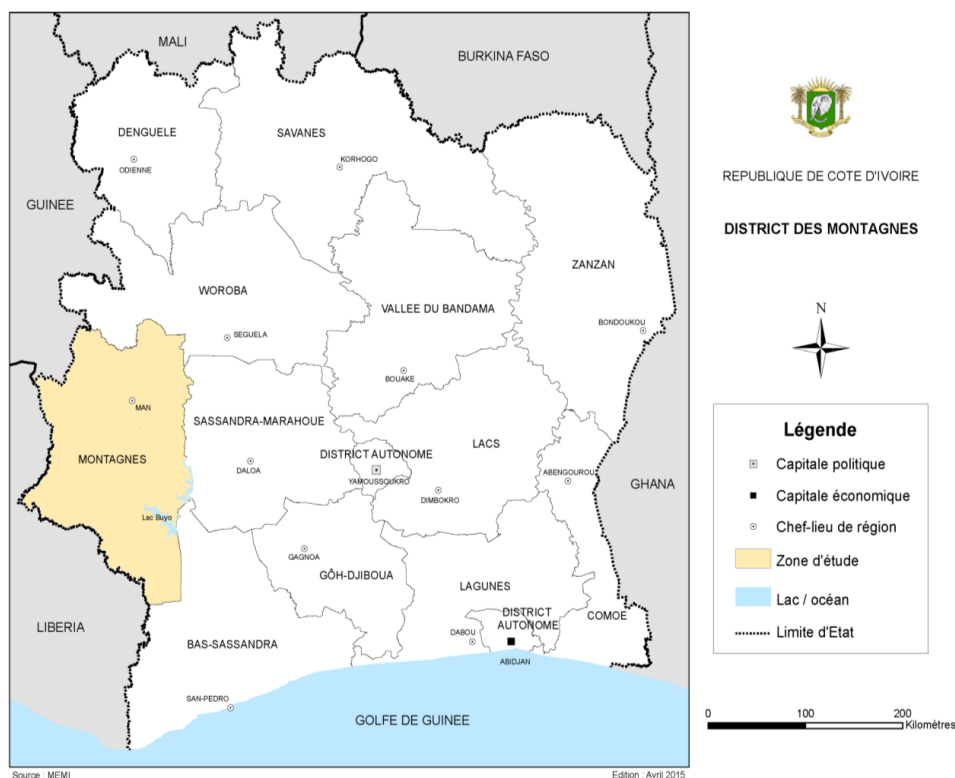 MALI
BURKINA FASO
DENGUELE
SAVANES
ODIENNE
KORHOGO
GUINEE
ZANZAN
WOROBA
VALLEE DU BANDAMA
SEGUELA
BONDOUKOU
BOUAKE
MAN
SASSANDRA-MARAHOUE
LACS
MONTAGNES
DISTRICT AUTONOME
DALOA
YAMOUSSOUKRO
ABENGOUROU
GHANA
DIMBOKRO
Lac Buyo
GAGNOA
GÔH-DJIBOUA
LAGUNES
LIBERIA
DISTRICT
AUTONOME
COMOE
BAS-SASSANDRA
DABOU
ABIDJAN
SAN-PEDRO
GOLFE DE GUINEE
Source : MEMI
Edition : Avril 2015
REPUBLIQUE DE COTE D'IVOIRE
DISTRICT DES MONTAGNES
N
Légende
Capitale politique
Capitale économique
Chef-lieu de région
Zone d'étude
Lac / océan
Limite d'Etat
0 100 200
Kilomètres